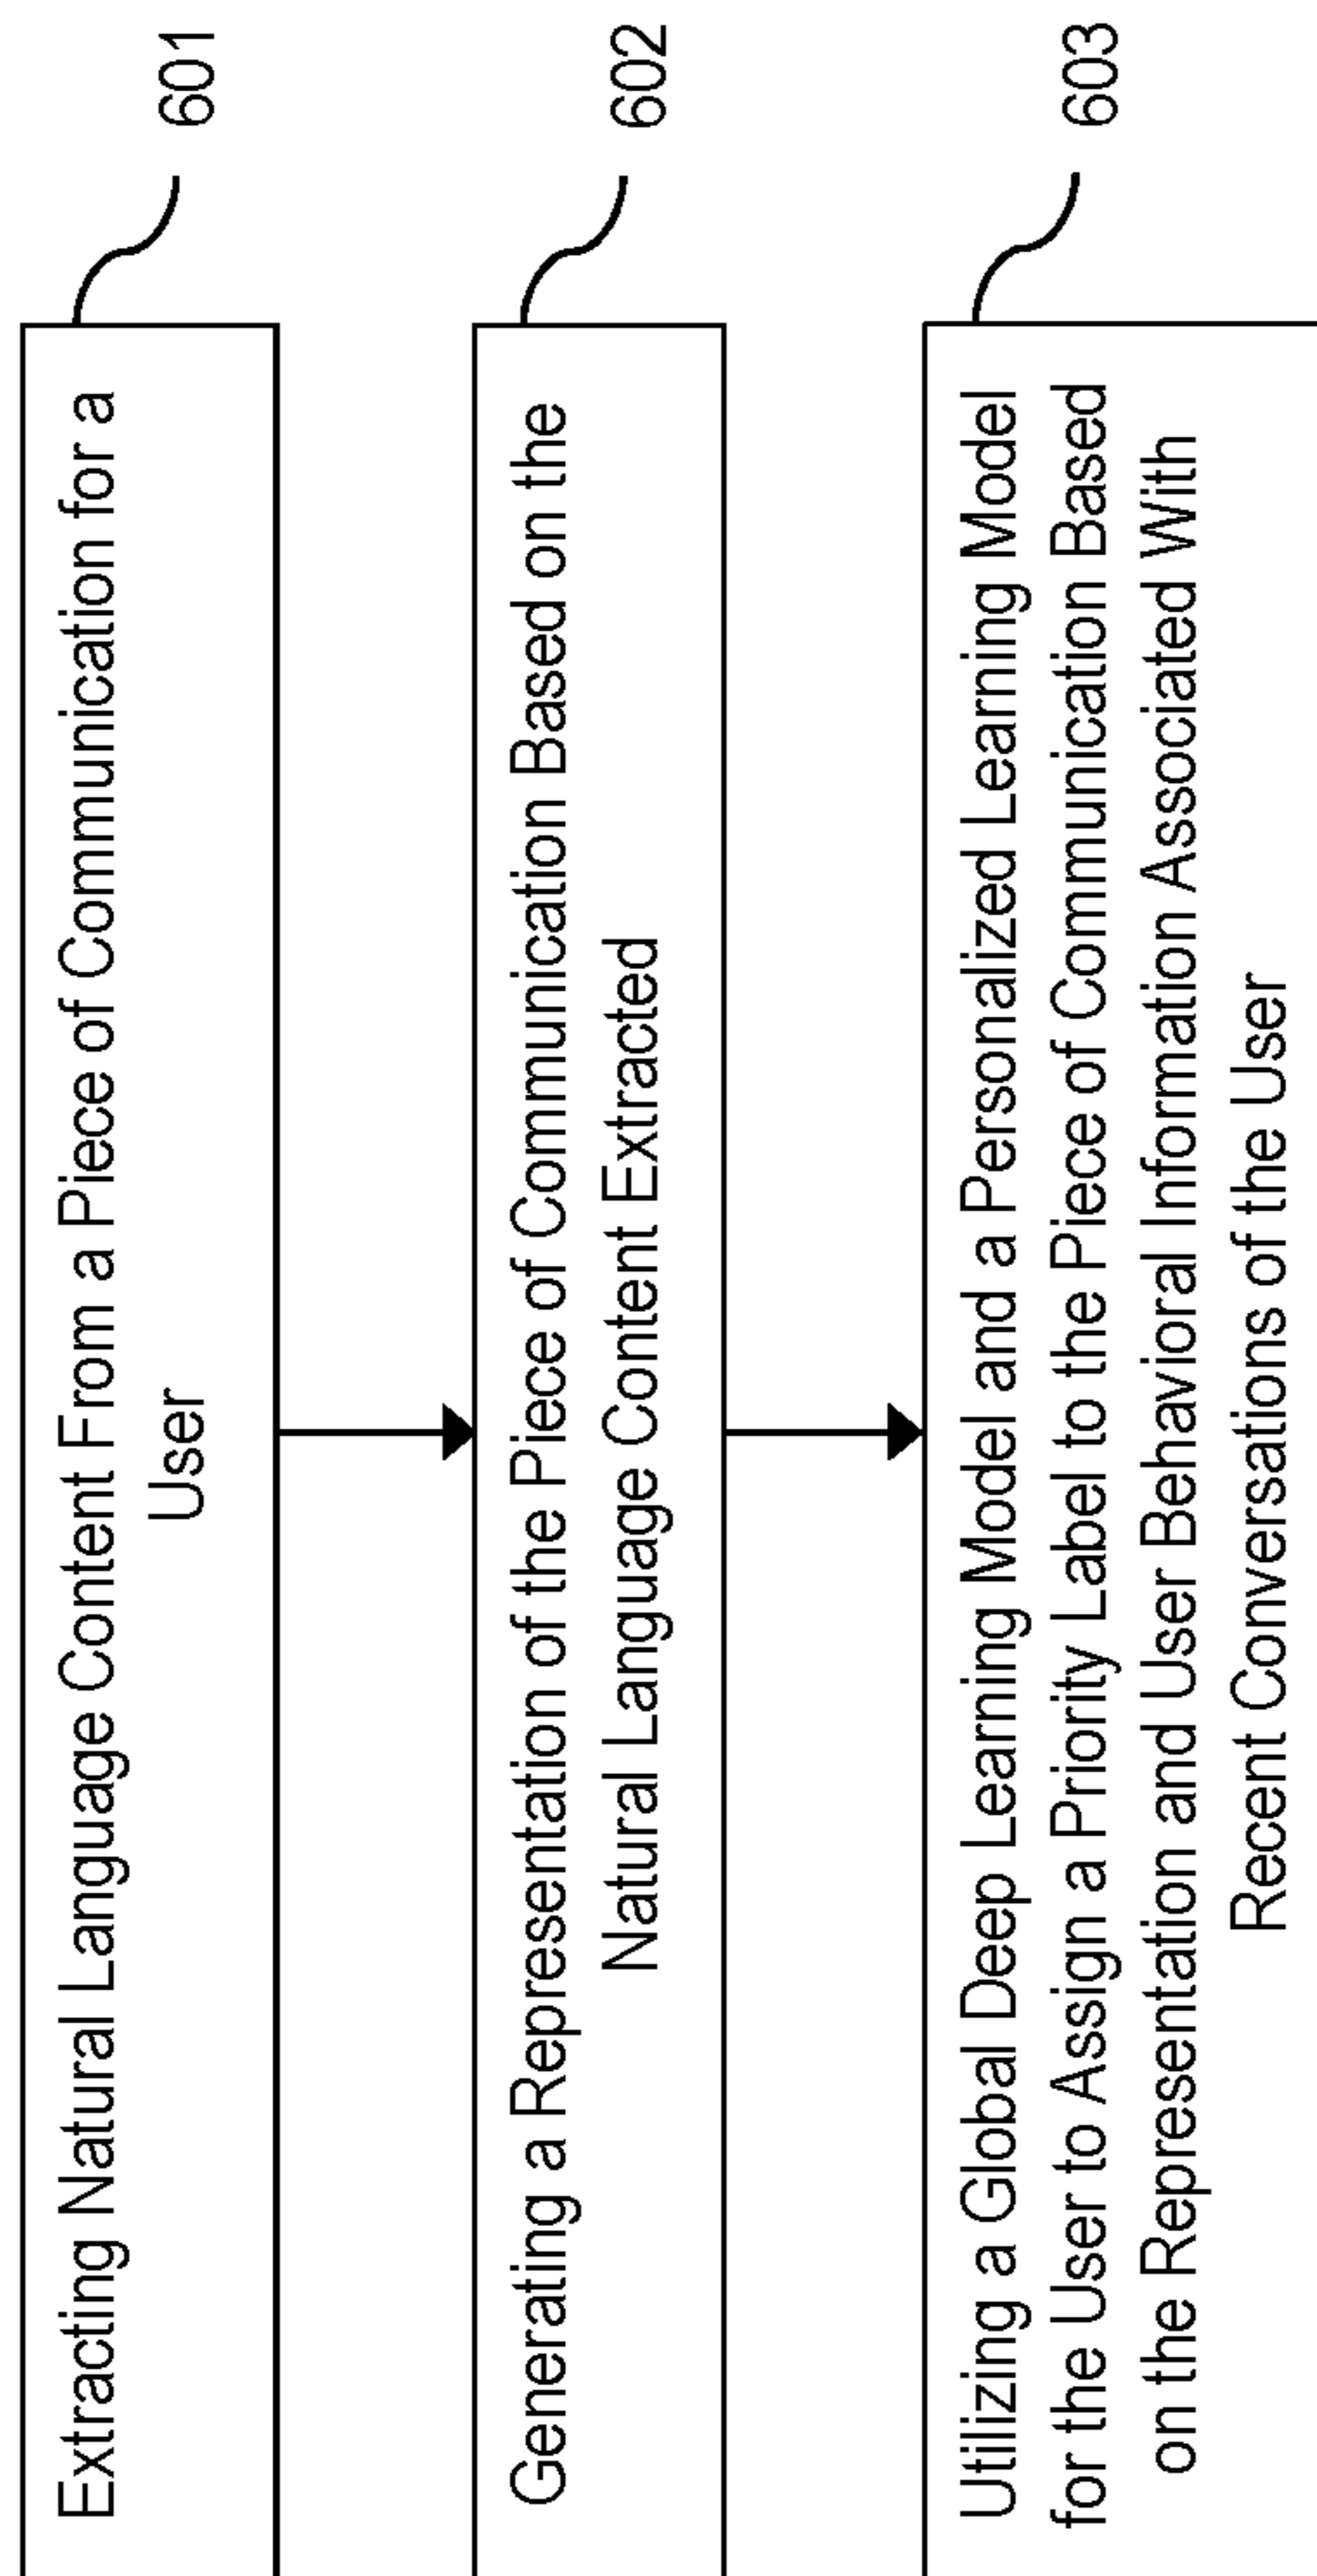 Extracting Natural Language Content From a Piece of Communication for a
User
601
Generating a Representation of the Piece of Communication Based on the
Natural Language Content Extracted
602
Utilizing a Global Deep Learning Model and a Personalized Learning Model
for the User to Assign a Priority Label to the Piece of Communication Based
on the Representation and User Behavioral Information Associated With
Recent Conversations of the User
603